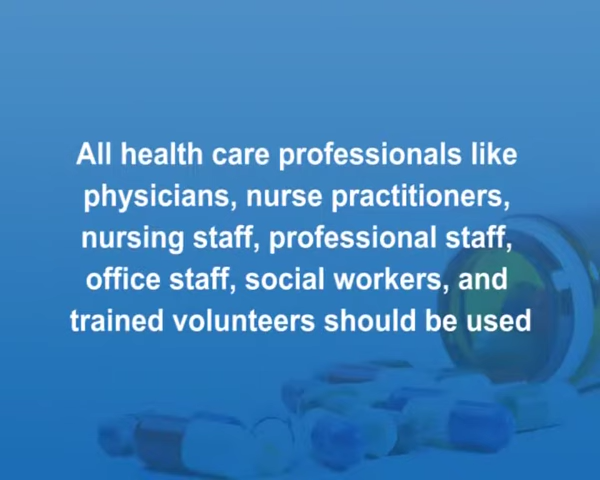 All health care professionals like
physicians, nurse practitioners,
nursing staff, professional staff,
office staff, social workers, and
trained volunteers should be used